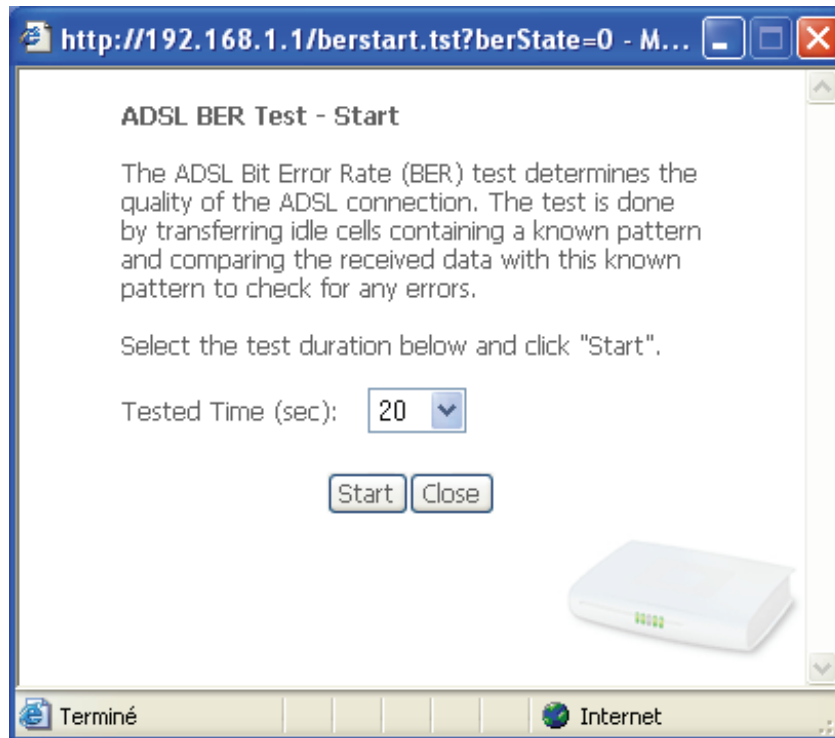 http://192.168.1.1/berstart.tst?berState=0 - M...
ADSL BER Test - Start
The ADSL Bit Error Rate (BER) test determines the
quality of the ADSL connection. The test is done
by transferring idle cells containing a known pattern
and comparing the received data with this known
pattern to check for any errors.
Select the test duration below and click "Start".
Tested Time (sec): 20
Start Close
Terminé Internet